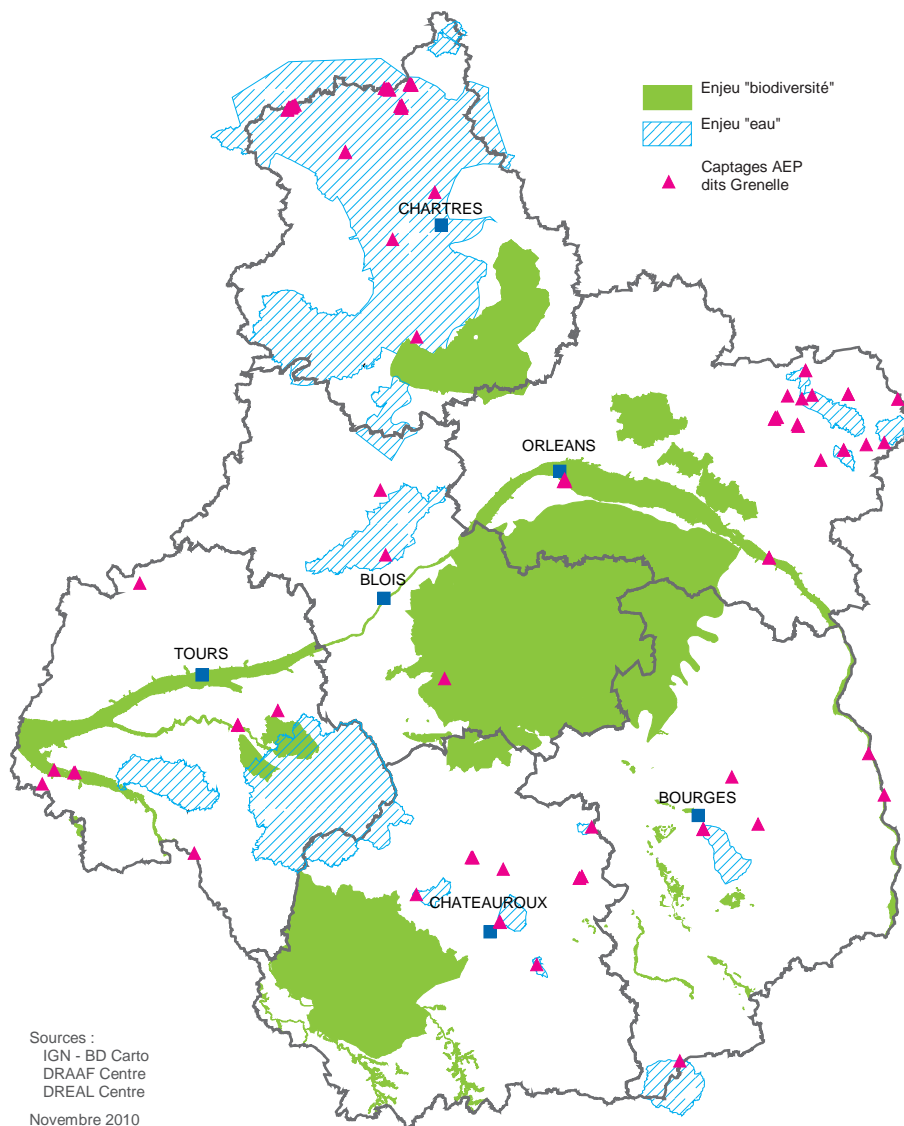 Enjeu "biodiversité"
Enjeu "eau"
Captages AEP
dits Grenelle
CHARTRES
ORLEANS
BLOIS
TOURS
BOURGES
CHATEAUROUX
Sources :
IGN - BD Carto
DRAAF Centre
DREAL Centre
Novembre 2010